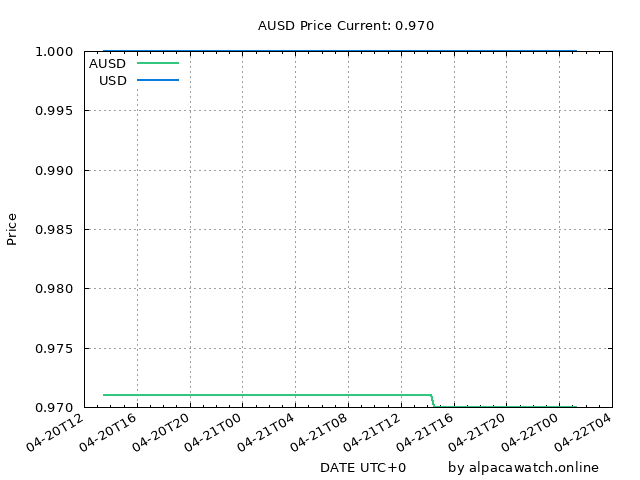 AUSD Price Current: 0.970
1.000
AUSD
USD
0.995
0.990
0.985
Price
0.980
0.975
0.970
04-20T12 04-20T16 04-20T20 04-21T00 04-21T04 04-21T08 04-21T12 04-21T16 04-21T20 04-22T00 04-22T04
DATE UTC+0 by alpacawatch.online